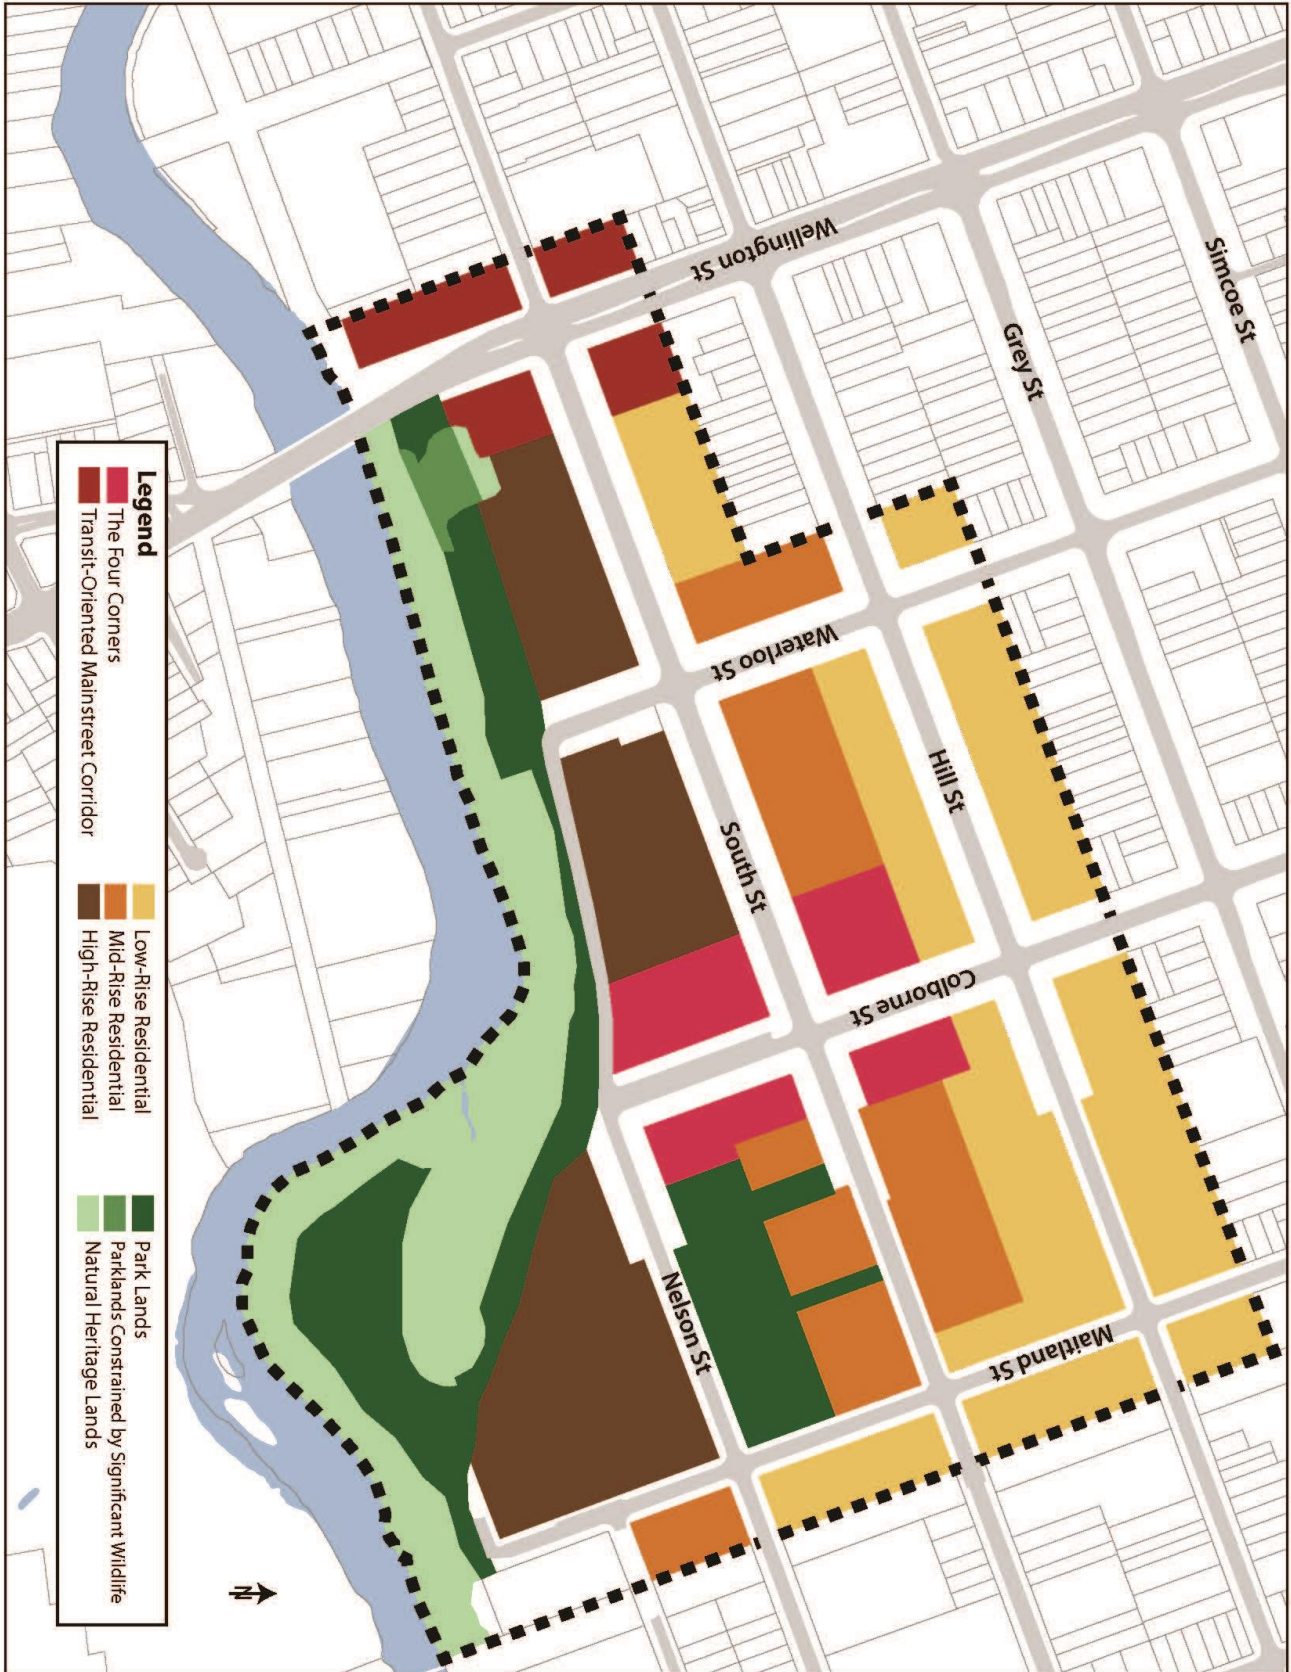 Simcoe St
Grey St
Wellington St
Hill St
Waterloo St
South St
Colborne St
Nelson St
Maitland St
Legend
The Four Corners
Transit-Oriented Mainstreet Corridor
Low-Rise Residential
Mid-Rise Residential
High-Rise Residential
Park Lands
Parklands Constrained by Significant Wildlife
Natural Heritage Lands
N